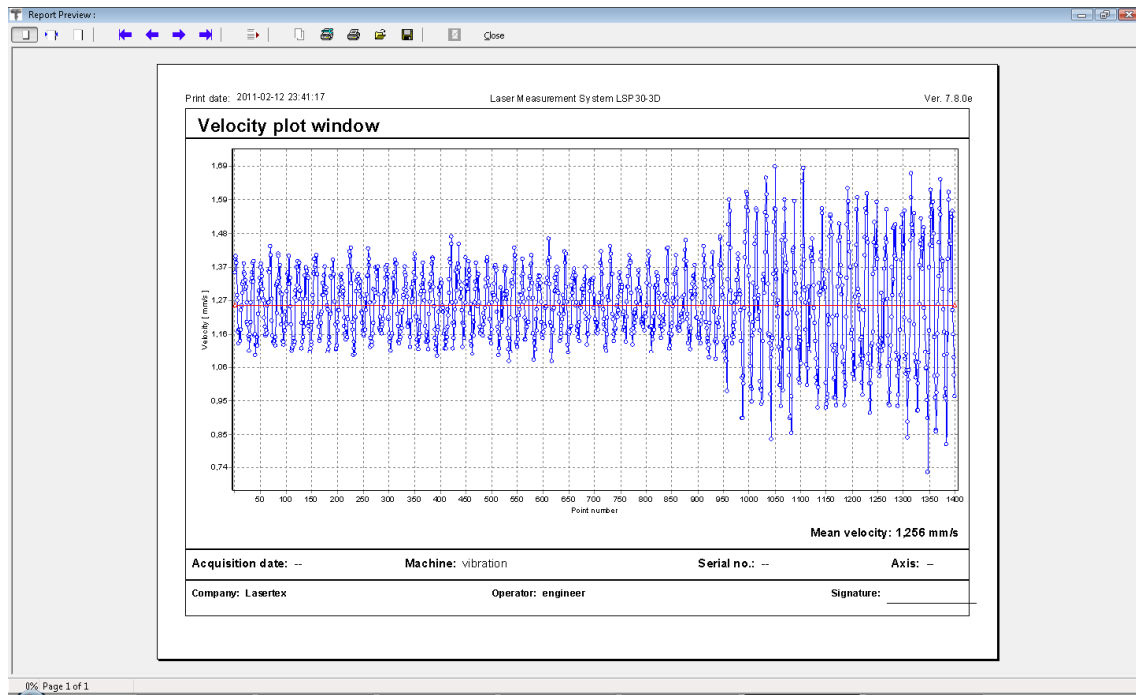 Report Preview :
Close
Print date: 2011-02-12 23:41:17 Laser Measurement System LSP30-3D Ver. 7.8.0e
Velocity plot window
1,69
1,59
1,48
1,37
1,27
1,16
1,06
0,95
0,85
0,74
Velocity [ mm/s ]
50 100 150 200 250 300 350 400 450 500 550 600 650 700 750 800 850 900 950 1000 1050 1100 1150 1200 1250 1300 1350 1400
Point number
Mean velocity: 1,256 mm/s
Acquisition date: -- Machine: vibration Serial no.: -- Axis: --
Company: Lasertex Operator: engineer Signature:
0% Page 1 of 1